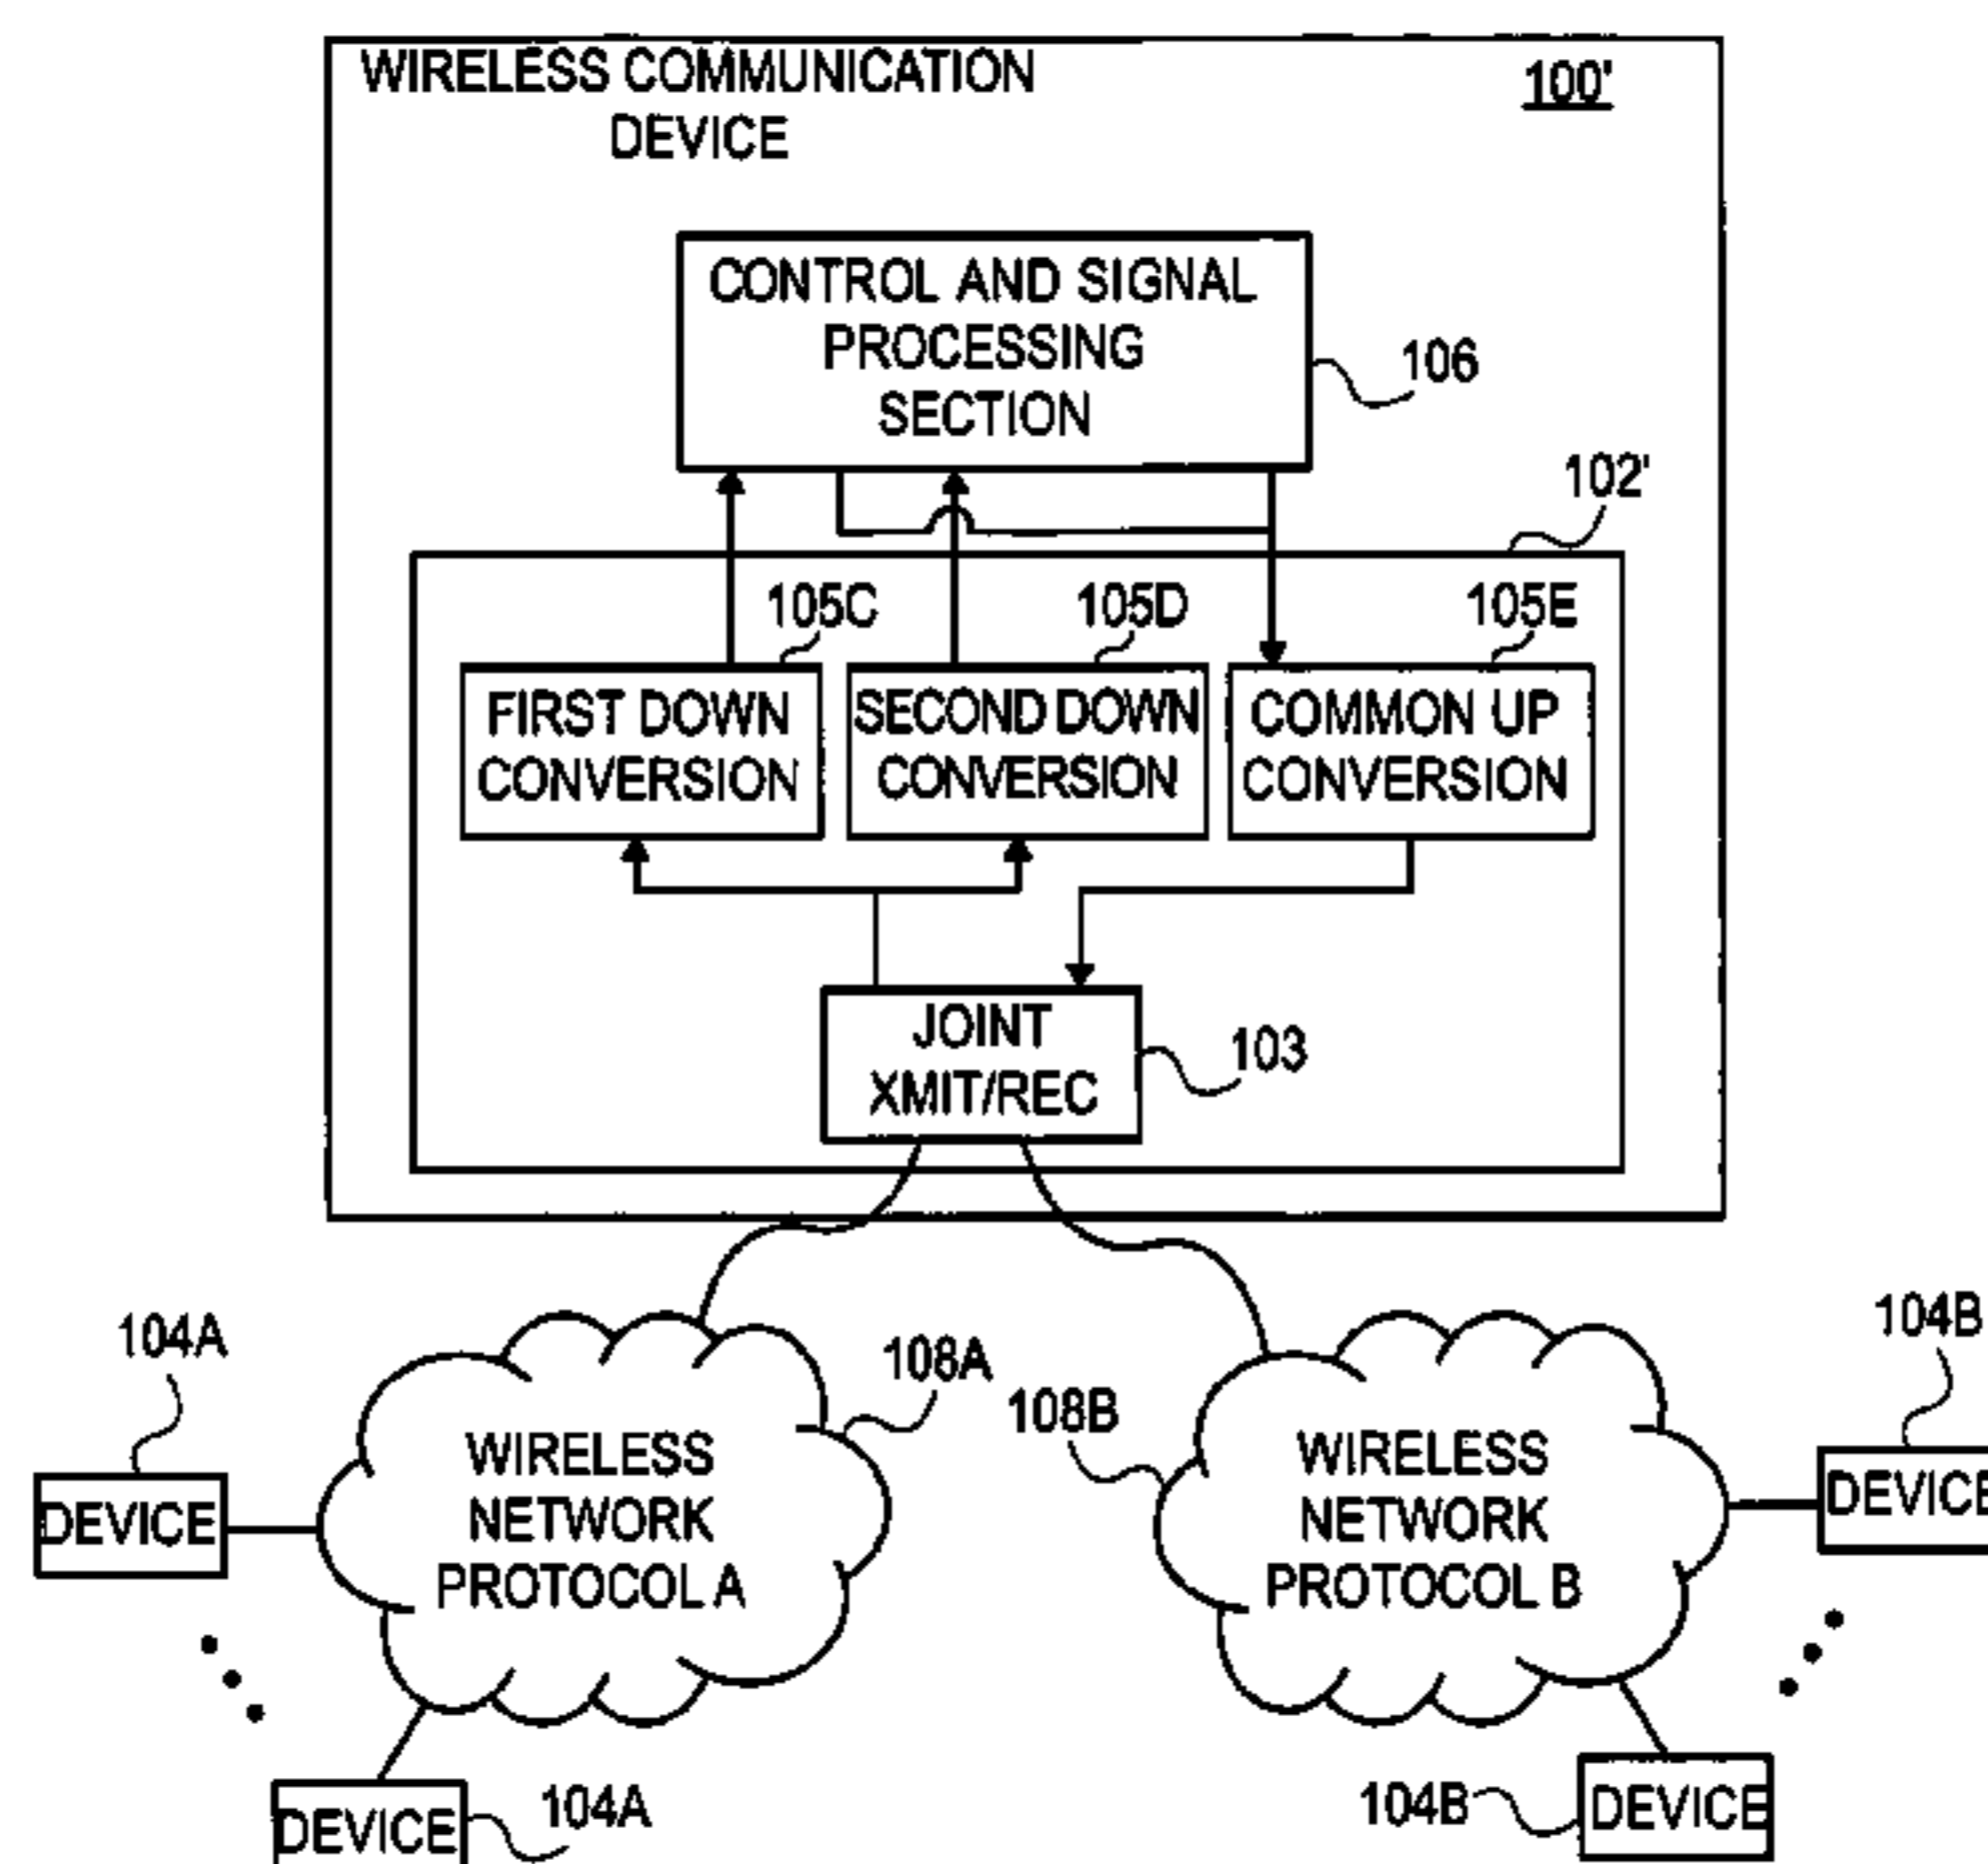 WIRELESS COMMUNICATION
DEVICE
100'
CONTROL AND SIGNAL
PROCESSING
SECTION
106
102'
105C
105D
105E
FIRST DOWN
CONVERSION
SECOND DOWN
CONVERSION
COMMON UP
CONVERSION
JOINT
XMIT/REC
103
104A
108A
108B
104B
DEVICE
WIRELESS
NETWORK
PROTOCOL A
WIRELESS
NETWORK
PROTOCOL B
DEVICE
DEVICE
104A
104B
DEVICE